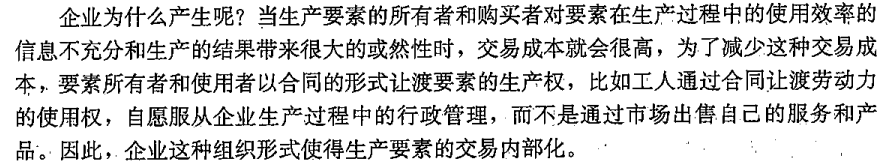 企业为什么产生呢？当生产要素的所有者和购买者对要素在生产过程中的使用效率的
信息不充分和生产的结果带来很大的或然性时，交易成本就会很高，为了减少这种交易成
本，要素所有者和使用者以合同的形式让渡要素的生产权，比如工人通过合同让渡劳动力
的使用权，自愿服从企业生产过程中的行政管理，而不是通过市场出售自己的服务和产
品。因此，企业这种组织形式使得生产要素的交易内部化。